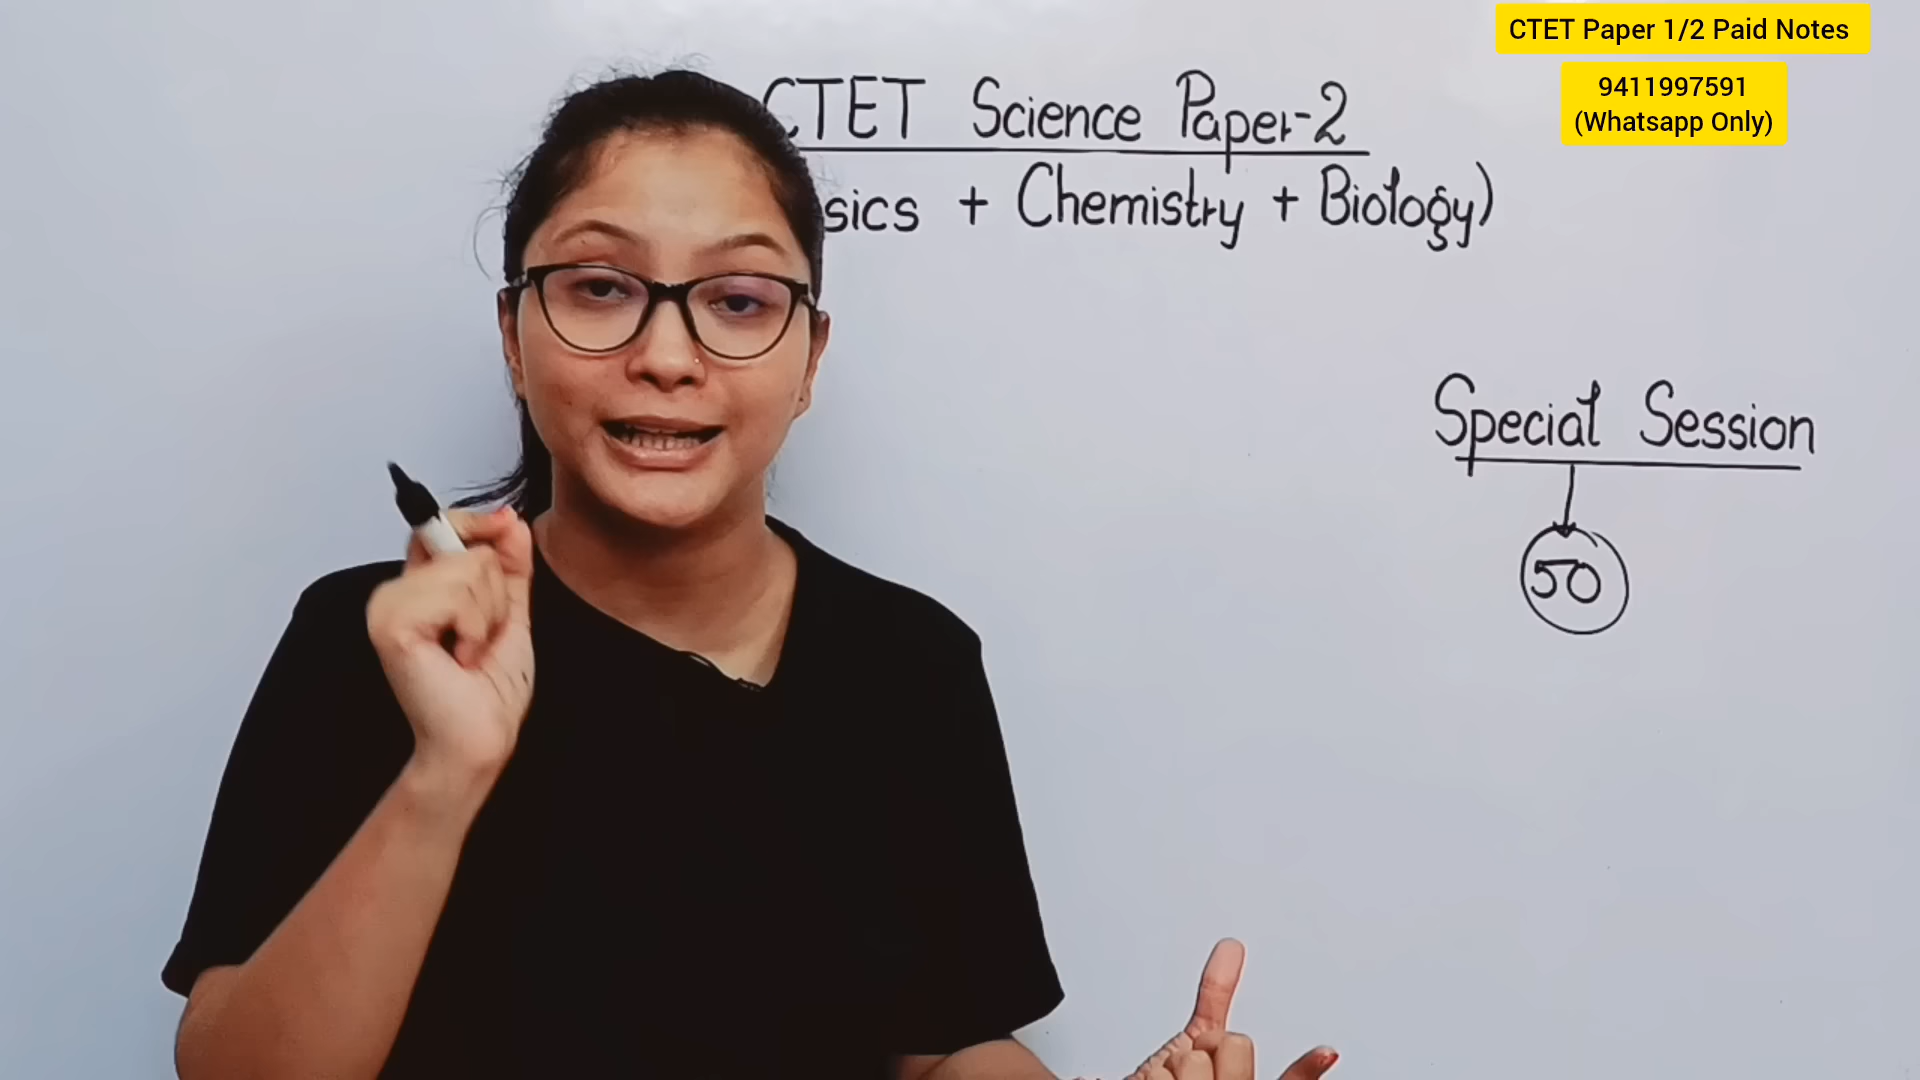 CTET Paper 1/2 Paid Notes
9411997591
(Whatsapp Only)
CTET Science Paper-2
sics + Chemistry + Biology)
Special Session
50